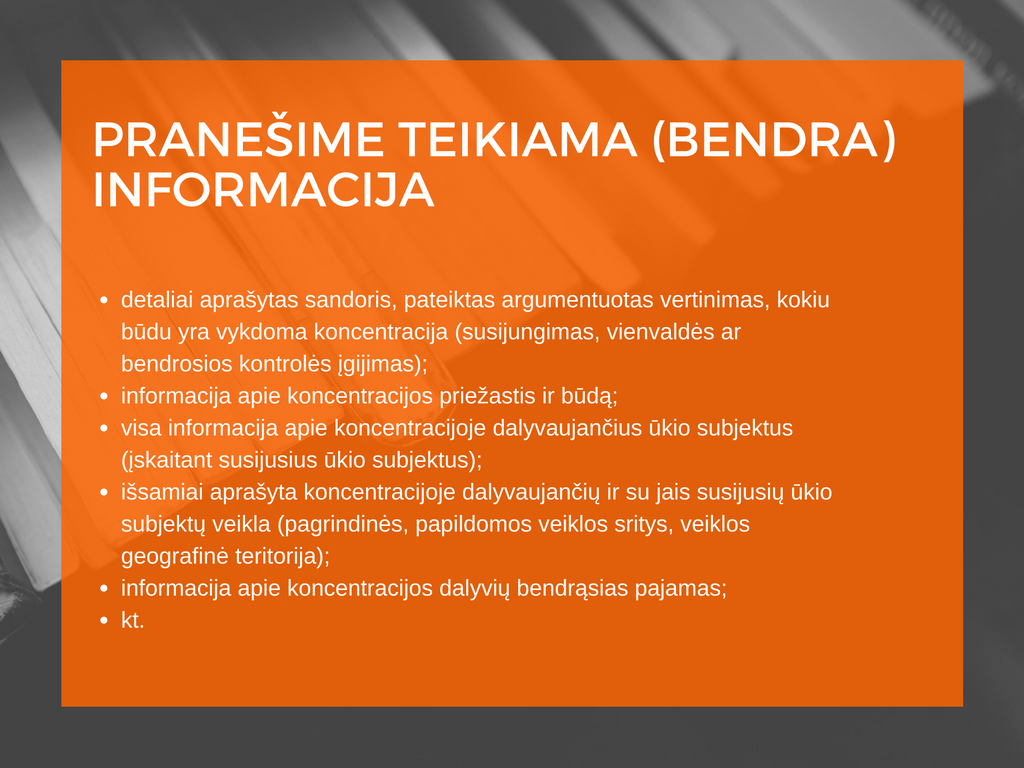 PRANEŠIME TEIKIAMA (BENDRA)
INFORMACIJA
• detaliai aprašytas sandoris, pateiktas argumentuotas vertinimas, kokiu
būdu yra vykdoma koncentracija (susijungimas, vienvaldės ar
bendrosios kontrolės įgijimas);
• informacija apie koncentracijos priežastis ir būdą;
• visa informacija apie koncentracijoje dalyvaujančius ūkio subjektus
(įskaitant susijusius ūkio subjektus);
• išsamiai aprašyta koncentracijoje dalyvaujančių ir su jais susijusių ūkio
subjektų veikla (pagrindinės, papildomos veiklos sritys, veiklos
geografinė teritorija);
• informacija apie koncentracijos dalyvių bendrąsias pajamas;
• kt.